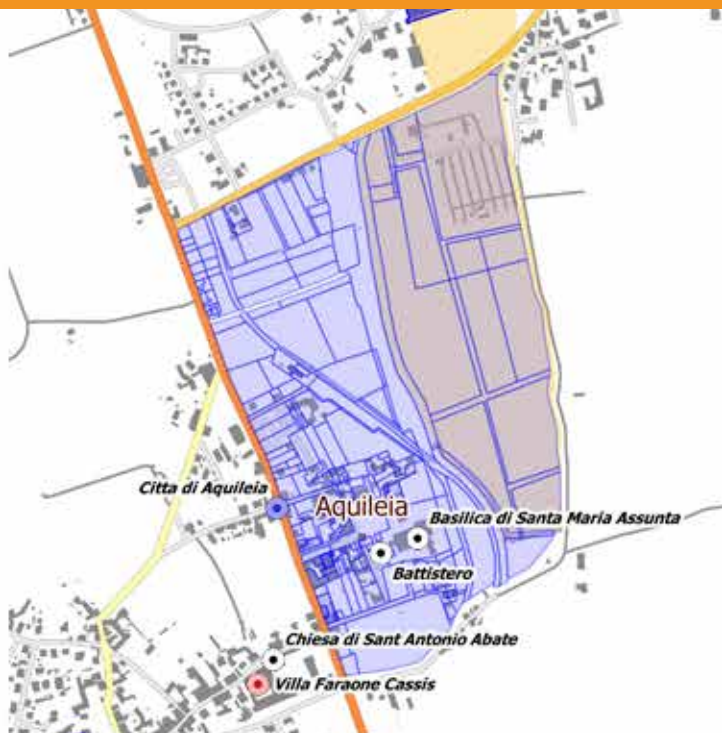 Citta di Aquileia
Aquileia
Basilica di Santa Maria Assunta
Battistero
Chiesa di Sant Antonio Abate
Villa Faraone Cassis